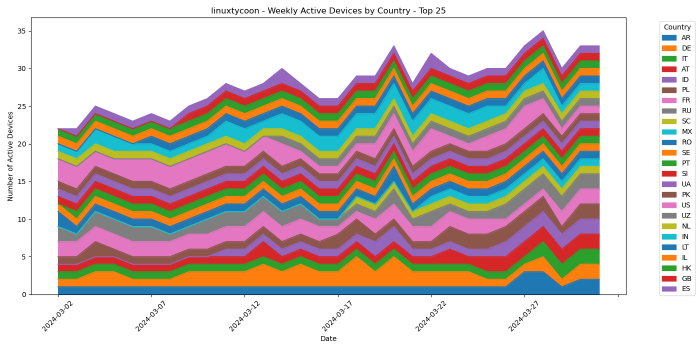 linuxtycoon - Weekly Active Devices by Country - Top 25
Number of Active Devices
35
30
25
20
15
10
5
0
2024-03-02
2024-03-07
2024-03-12
2024-03-17
2024-03-22
2024-03-27
Date
Country
AR
DE
IT
AT
ID
PL
FR
RU
SC
MX
RO
SE
PT
SI
UA
PK
US
UZ
NL
IN
LT
IL
HK
GB
ES